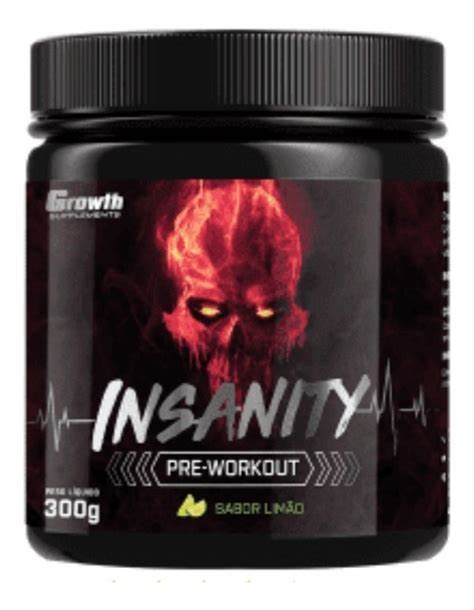 Growth
SUPPLEMENTS
INSANITY
PRE-WORKOUT
PESO LÍQUIDO
300g
SABOR LIMÃO